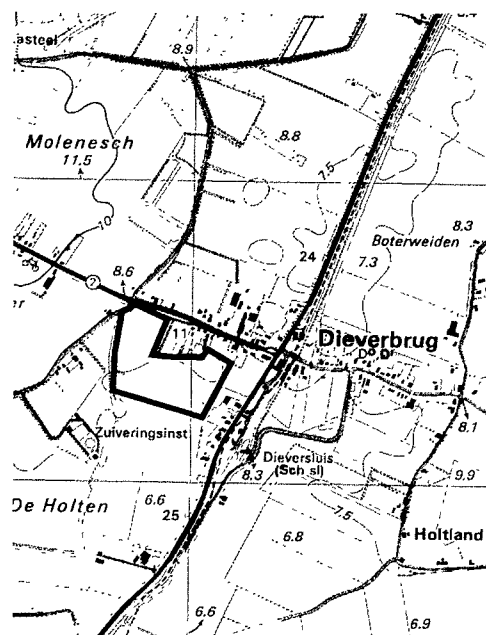 asteel
8.9
8.4
Molenesch
11.5
8.8
7.5
10
8.3
Boterweiden
24
7.3
8.6
11
Dieverbrug
Zuiveringsinst
Dieversluis
(Sch sl)
8.3
8.1
9.9
De Holten
6.6
25
7.5
6.8
Holtland
6.6
6.9